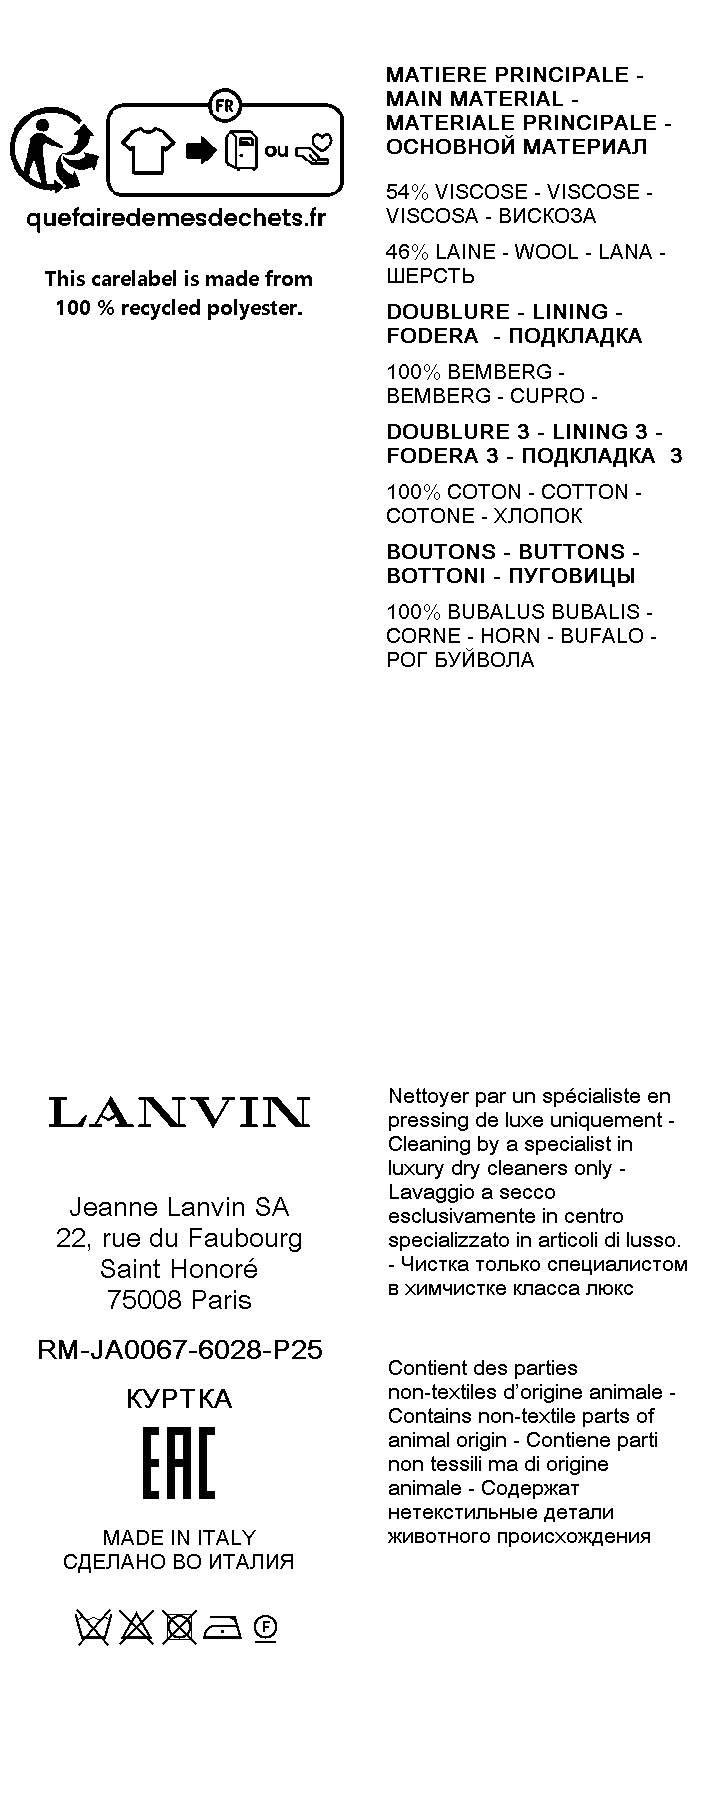 FR
ou
quefairedemesdechets.fr
This carelabel is made from
100 % recycled polyester.
MATIERE PRINCIPALE -
MAIN MATERIAL -
MATERIALE PRINCIPALE -
ОСНОВНОЙ МАТЕРИАЛ
54% VISCOSE - VISCOSE -
VISCOSA - ВИСКОЗА
46% LAINE - WOOL - LANA -
ШЕРСТЬ
DOUBLURE - LINING -
FODERA - ПОДКЛАДКА
100% BEMBERG -
BEMBERG - CUPRO -
DOUBLURE 3 - LINING 3 -
FODERA 3 - ПОДКЛАДКА 3
100% COTON - COTTON -
COTONE - ХЛОПОК
BOUTONS - BUTTONS -
BOTTONI - ПУГОВИЦЫ
100% BUBALUS BUBALIS -
CORNE - HORN - BUFALO -
РОГ БУЙВОЛА
LANVIN
Jeanne Lanvin SA
22, rue du Faubourg
Saint Honoré
75008 Paris
RM-JA0067-6028-P25
КУРТКА
EAC
MADE IN ITALY
СДЕЛАНО ВО ИТАЛИЯ
F
Nettoyer par un spécialiste en
pressing de luxe uniquement -
Cleaning by a specialist in
luxury dry cleaners only -
Lavaggio a secco
esclusivamente in centro
specializzato in articoli di lusso.
- Чистка только специалистом
в химчистке класса люкс
Contient des parties
non-textiles d’origine animale -
Contains non-textile parts of
animal origin - Contiene parti
non tessili ma di origine
animale - Содержат
нетекстильные детали
животного происхождения